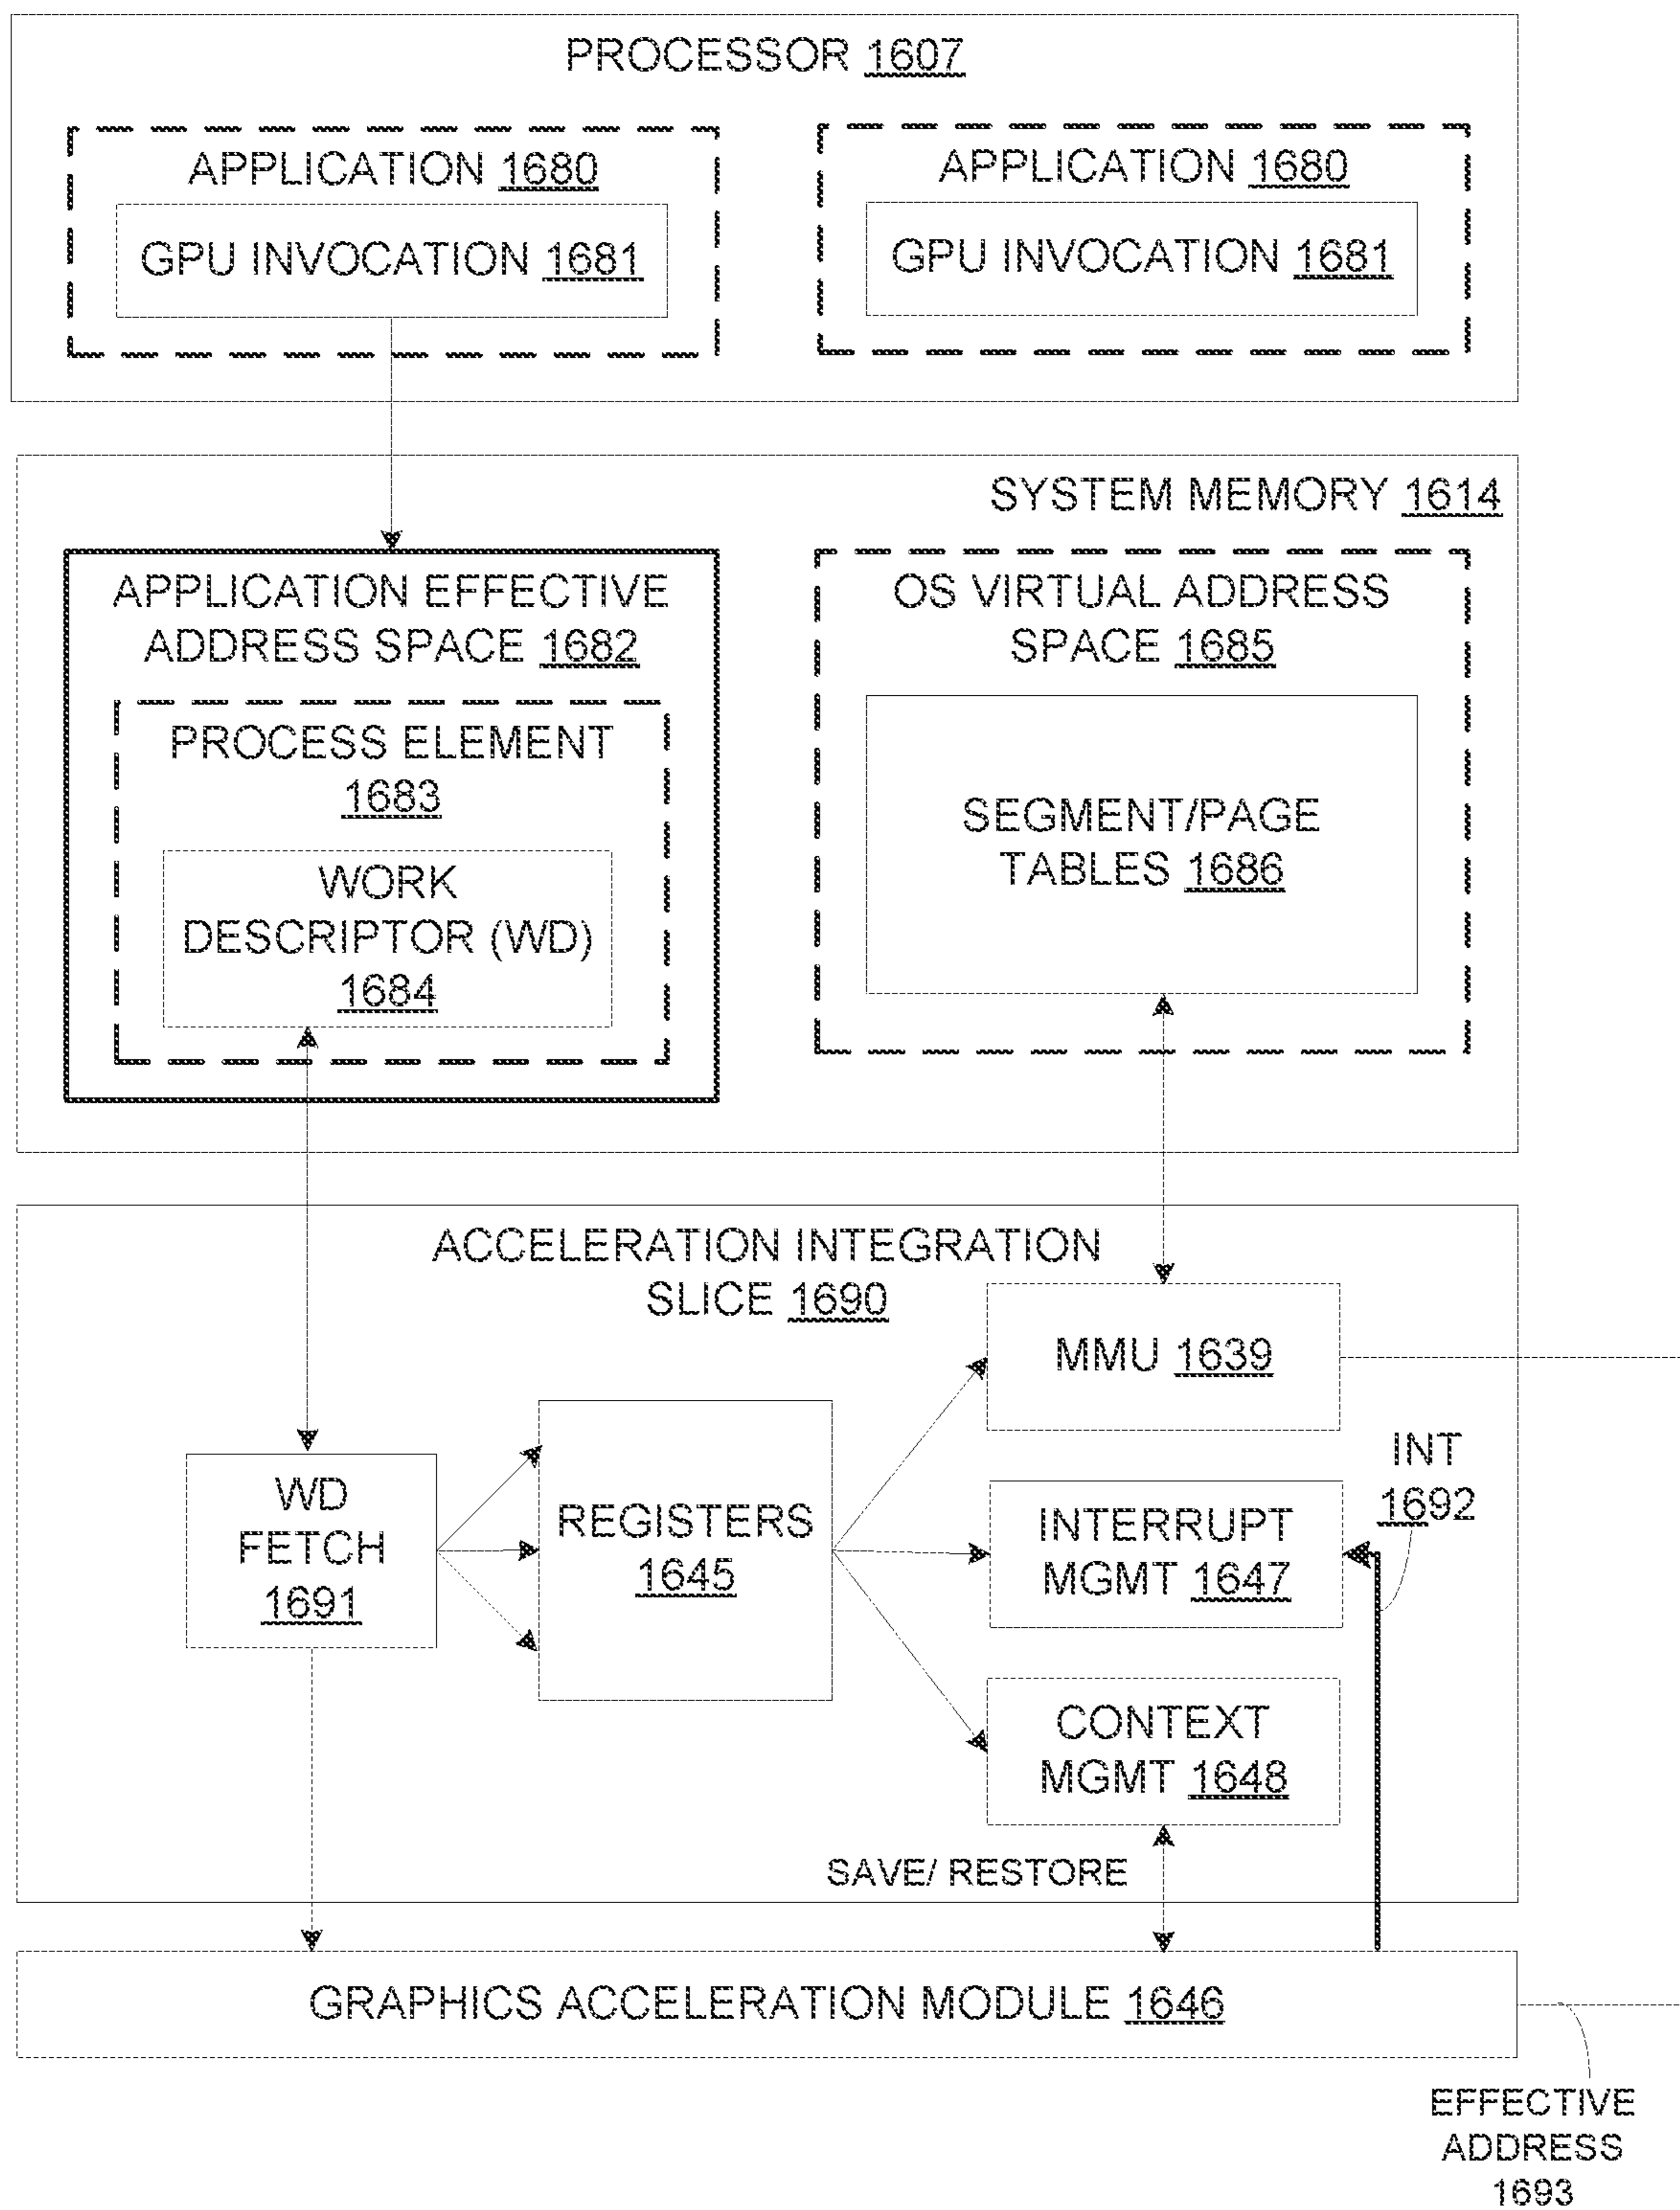 PROCESSOR 1607
APPLICATION 1680
GPU INVOCATION 1681
APPLICATION 1680
GPU INVOCATION 1681
SYSTEM MEMORY 1614
APPLICATION EFFECTIVE
ADDRESS SPACE 1682
PROCESS ELEMENT
1683
WORK
DESCRIPTOR (WD)
1684
OS VIRTUAL ADDRESS
SPACE 1685
SEGMENT/PAGE
TABLES 1686
ACCELERATION INTEGRATION
SLICE 1690
WD
FETCH
1691
REGISTERS
1645
MMU 1639
INTERRUPT
MGMT 1647
INT
1692
CONTEXT
MGMT 1648
SAVE/ RESTORE
GRAPHICS ACCELERATION MODULE 1646
EFFECTIVE
ADDRESS
1693